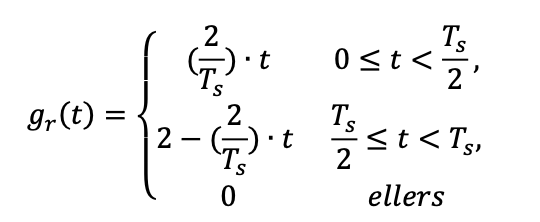 g_r(t) = { (2/T_s) · t    0 ≤ t < T_s/2 ,
2 − (2/T_s) · t    T_s/2 ≤ t < T_s,
0    ellers